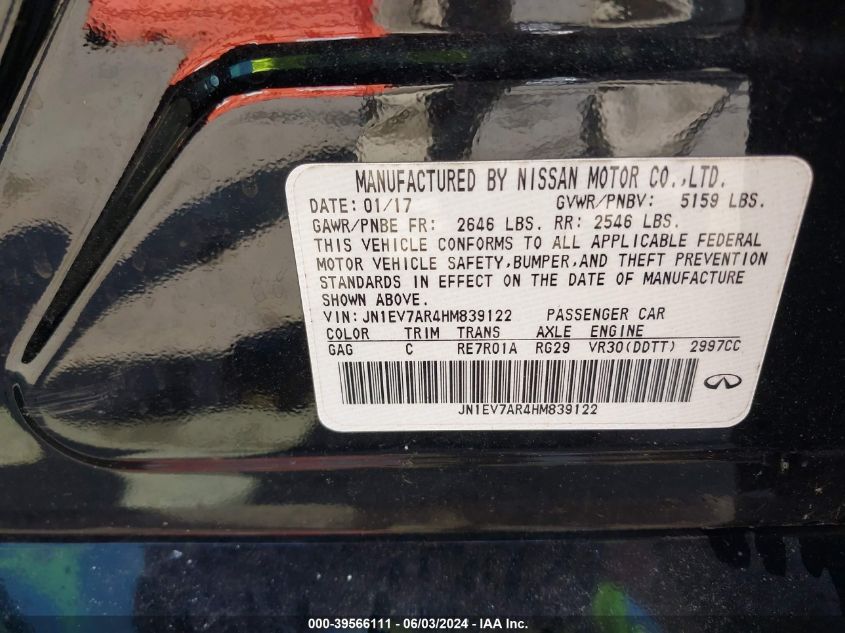 MANUFACTURED BY NISSAN MOTOR CO.,LTD.
DATE: 01/17 GVWR/PNBV: 5159 LBS.
GAWR/PNBE FR: 2646 LBS. RR: 2546 LBS.
THIS VEHICLE CONFORMS TO ALL APPLICABLE FEDERAL
MOTOR VEHICLE SAFETY,BUMPER,AND THEFT PREVENTION
STANDARDS IN EFFECT ON THE DATE OF MANUFACTURE
SHOWN ABOVE.
VIN: JN1EV7AR4HM839122 PASSENGER CAR
COLOR TRIM TRANS AXLE ENGINE
GAG C RE7R01A RG29 VR30(DDTT) 2997CC
JN1EV7AR4HM839122
000-39566111 - 06/03/2024 - IAA Inc.